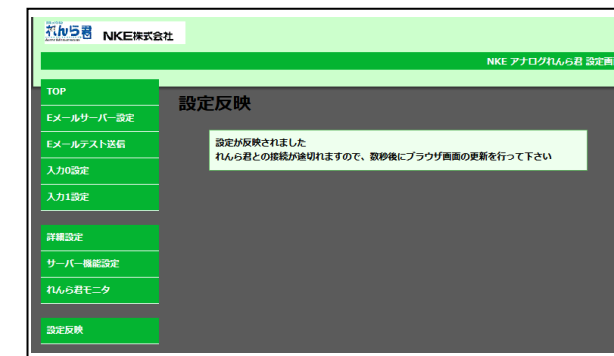 れんら君 NKE株式会社
NKE アナログれんら君 設定画
TOP
Eメールサーバー設定
Eメールテスト送信
入力0設定
入力1設定
詳細設定
サーバー機能設定
れんら君モニタ
設定反映
設定反映
設定が反映されました
れんら君との接続が途切れますので、数秒後にブラウザ画面の更新を行って下さい